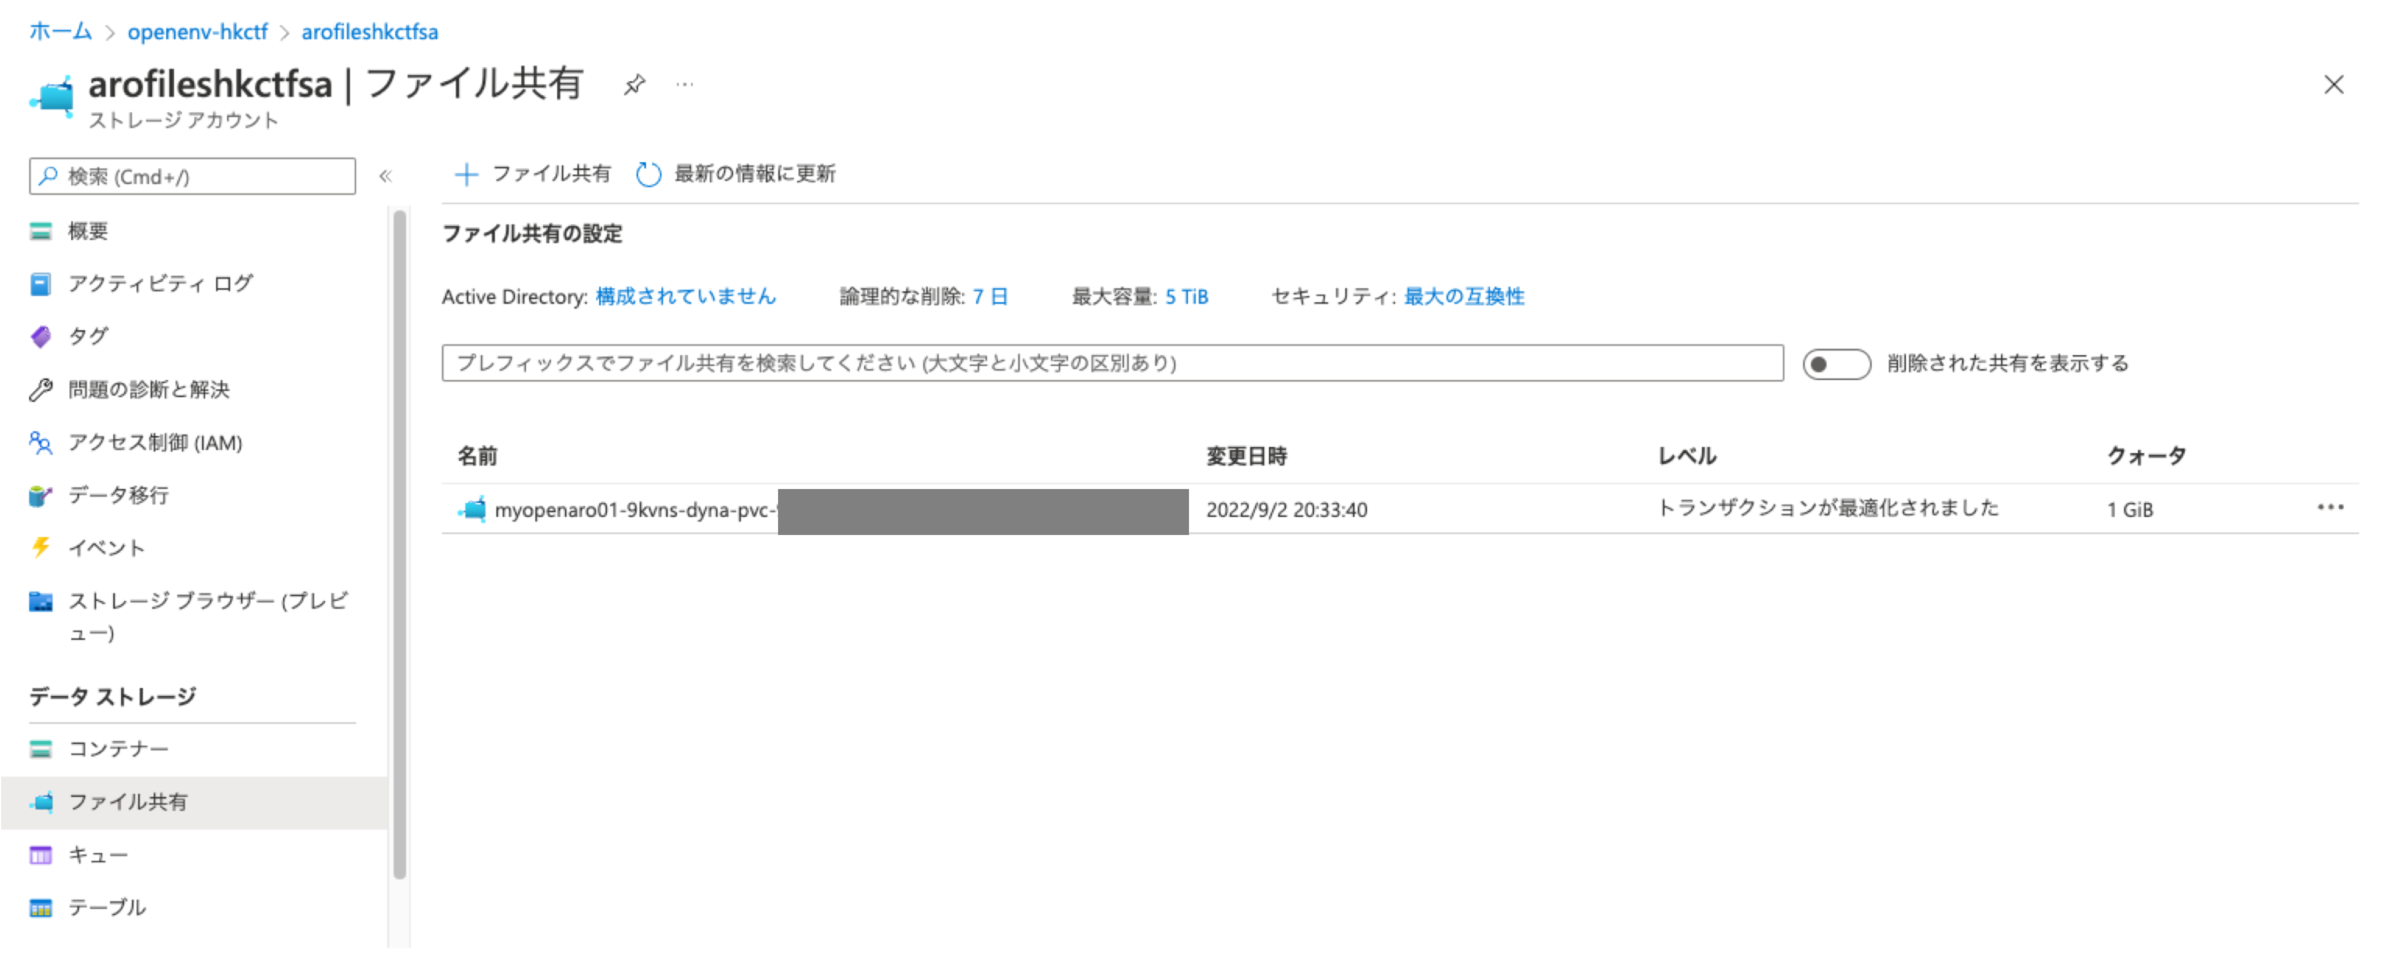 ホーム > openenv-hkctf > arofileshkctfsa
arofileshkctfsa | ファイル共有 ...
ストレージ アカウント
検索 (Cmd+/)
«
概要
アクティビティ ログ
タグ
問題の診断と解決
アクセス制御 (IAM)
データ移行
イベント
ストレージ ブラウザー (プレビ
ュー)
データ ストレージ
コンテナー
ファイル共有
キュー
テーブル
ファイル共有 最新の情報に更新
ファイル共有の設定
Active Directory: 構成されていません 論理的な削除: 7 日 最大容量: 5 TiB セキュリティ: 最大の互換性
プレフィックスでファイル共有を検索してください (大文字と小文字の区別あり) 削除された共有を表示する
名前 変更日時 レベル クォータ
myopenaro01-9kvns-dyna-pvc- 2022/9/2 20:33:40 トランザクションが最適化されました 1 GiB ...